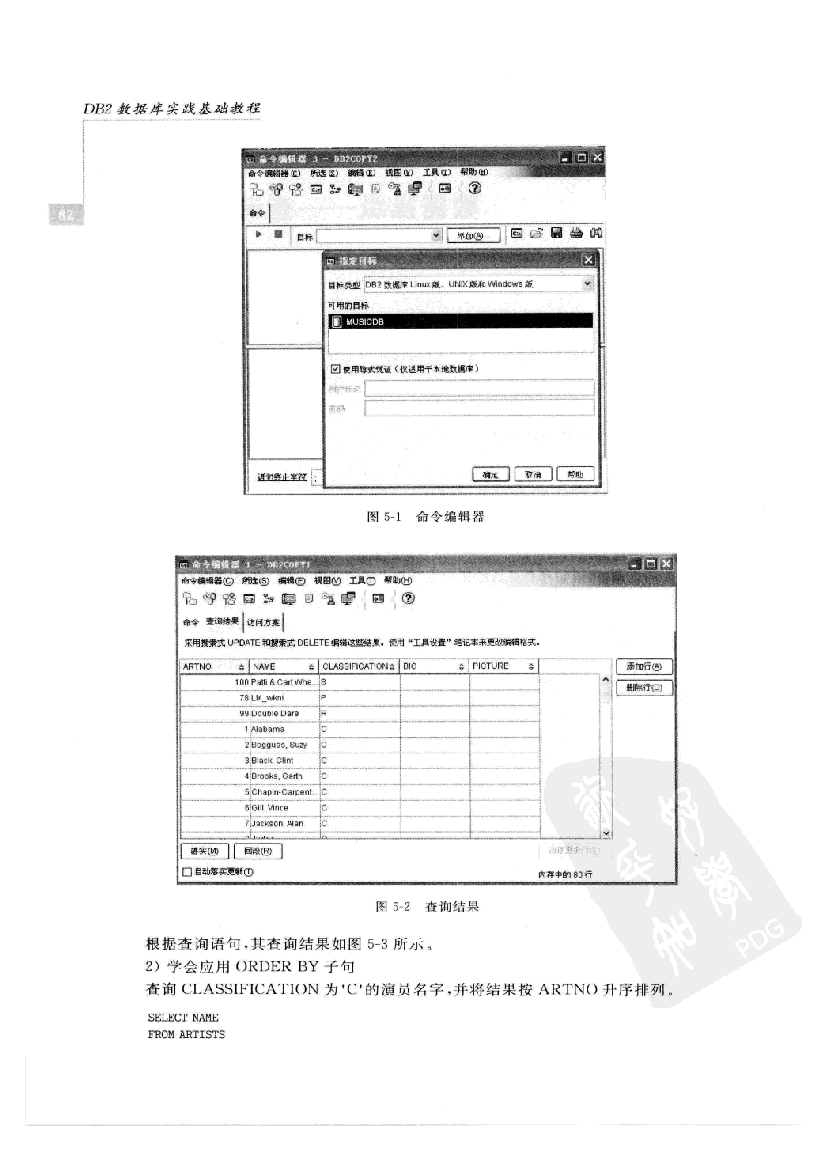 DB2 数据库实践基础教程
82
命令编辑器 3 - DB2COPY2
命令编辑器(C) 所选(S) 编辑(E) 视图(V) 工具(T) 帮助(H)
命令
目标
添加(A)
指定目标
目标类型 DB2 数据库 Linux 版、UNIX 版和 Windows 版
可用的目标
MUSICDB
使用隐式凭证（仅适用于本地数据库）
用户标识
密码
确定 取消 帮助
语句终止字符 ;
图 5-1 命令编辑器
命令编辑器 1 - DB2COPY1
命令编辑器(C) 所选(S) 编辑(E) 视图(V) 工具(T) 帮助(H)
命令 查询结果 访问方案
采用搜索式 UPDATE 和搜索式 DELETE 编辑这些结果。使用“工具设置”笔记本来更改编辑格式。
ARTNO NAME CLASSIFICATION BIO PICTURE
添加行(A)
删除行(D)
100 Patti & Cart Whe... S
78 P
99 Double Dare R
1 Alabama C
2 Bogguss, Suzy C
3 Black, Clint C
4 Brooks, Garth C
5 Chapin-Carpent... C
6 Gill, Vince C
7 Jackson, Alan C
落实(M) 回滚(R)
自动落实更新(T)
内存中的 80 行
图 5-2 查询结果
根据查询语句,其查询结果如图 5-3 所示。
2) 学会应用 ORDER BY 子句
查询 CLASSIFICATION 为'C'的演员名字,并将结果按 ARTNO 升序排列。
SELECT NAME
FROM ARTISTS
PDG